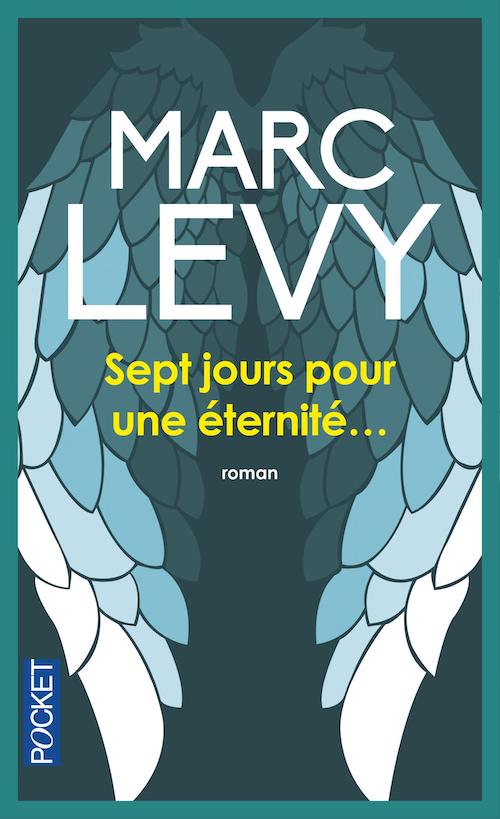 MARC
LEVY
Sept jours pour
une éternité...
roman
POCKET